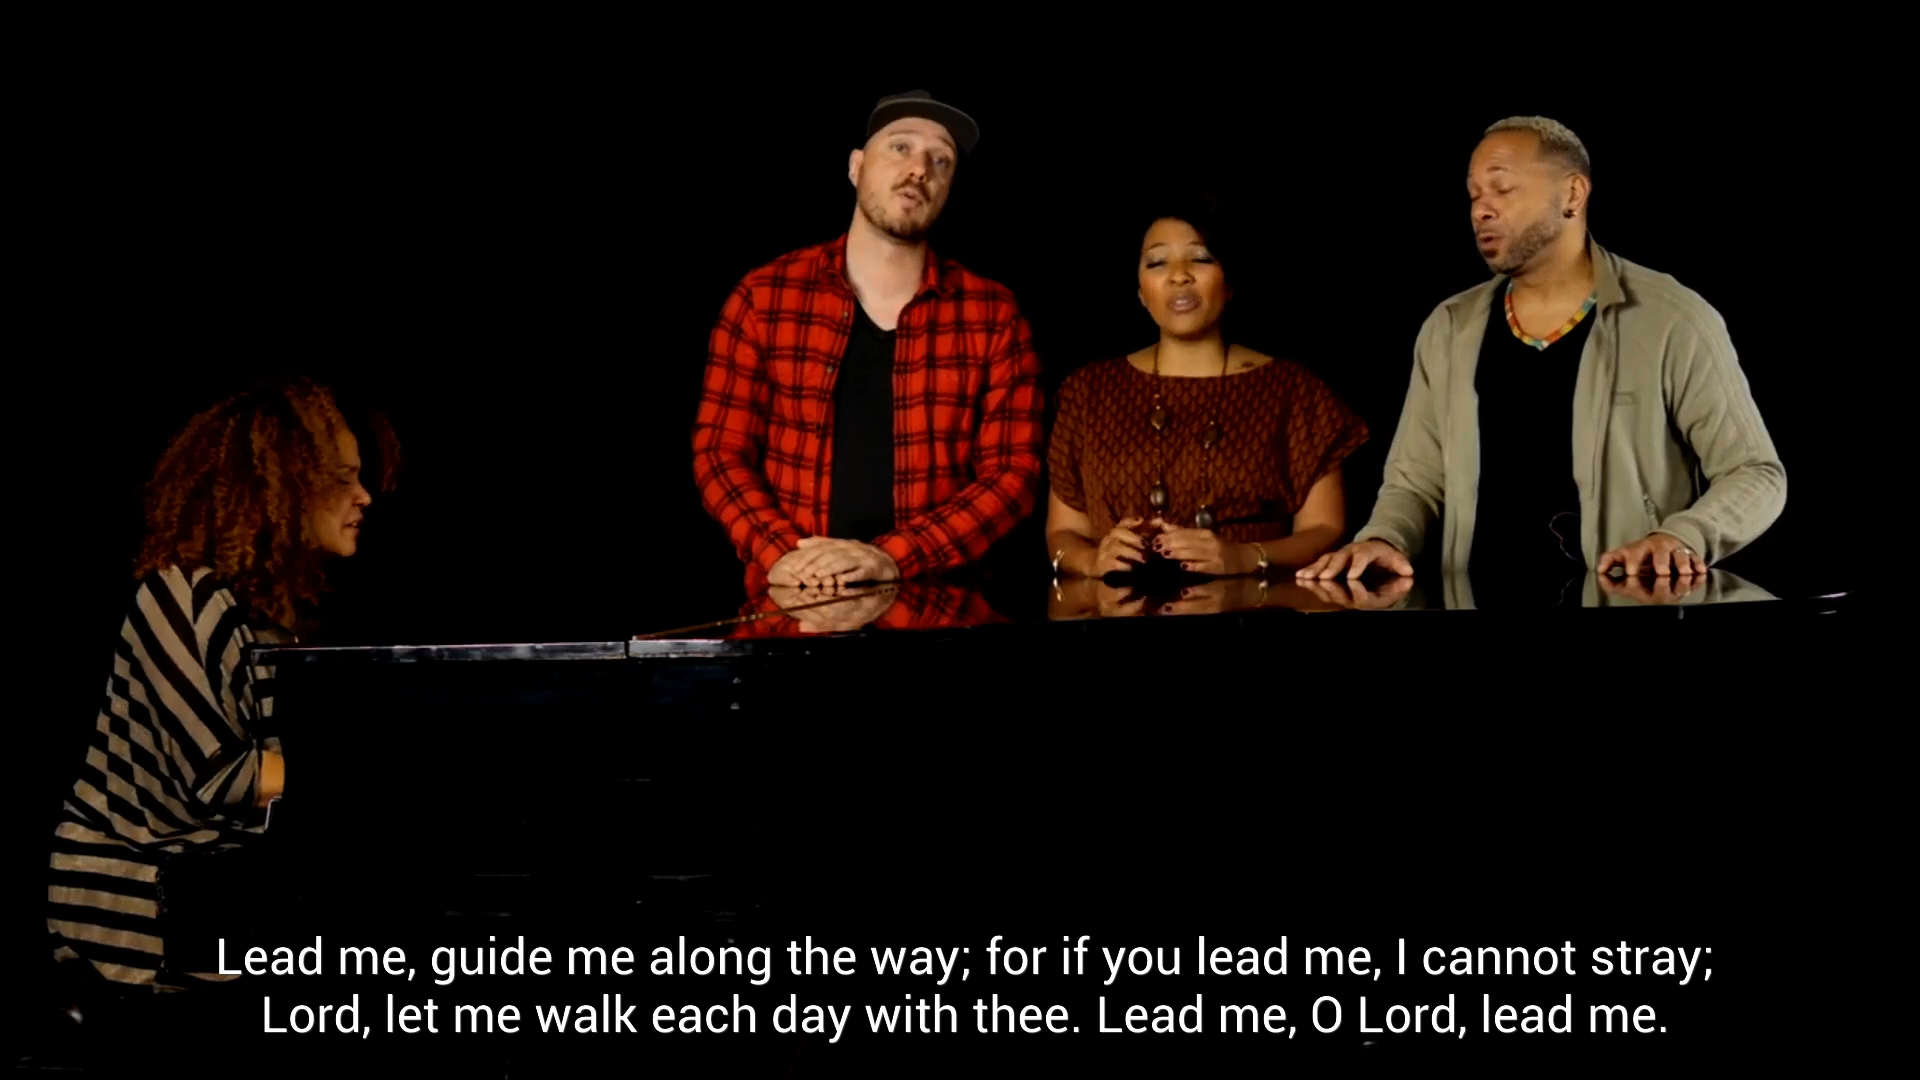 Lead me, guide me along the way; for if you lead me, I cannot stray;
Lord, let me walk each day with thee. Lead me, O Lord, lead me.